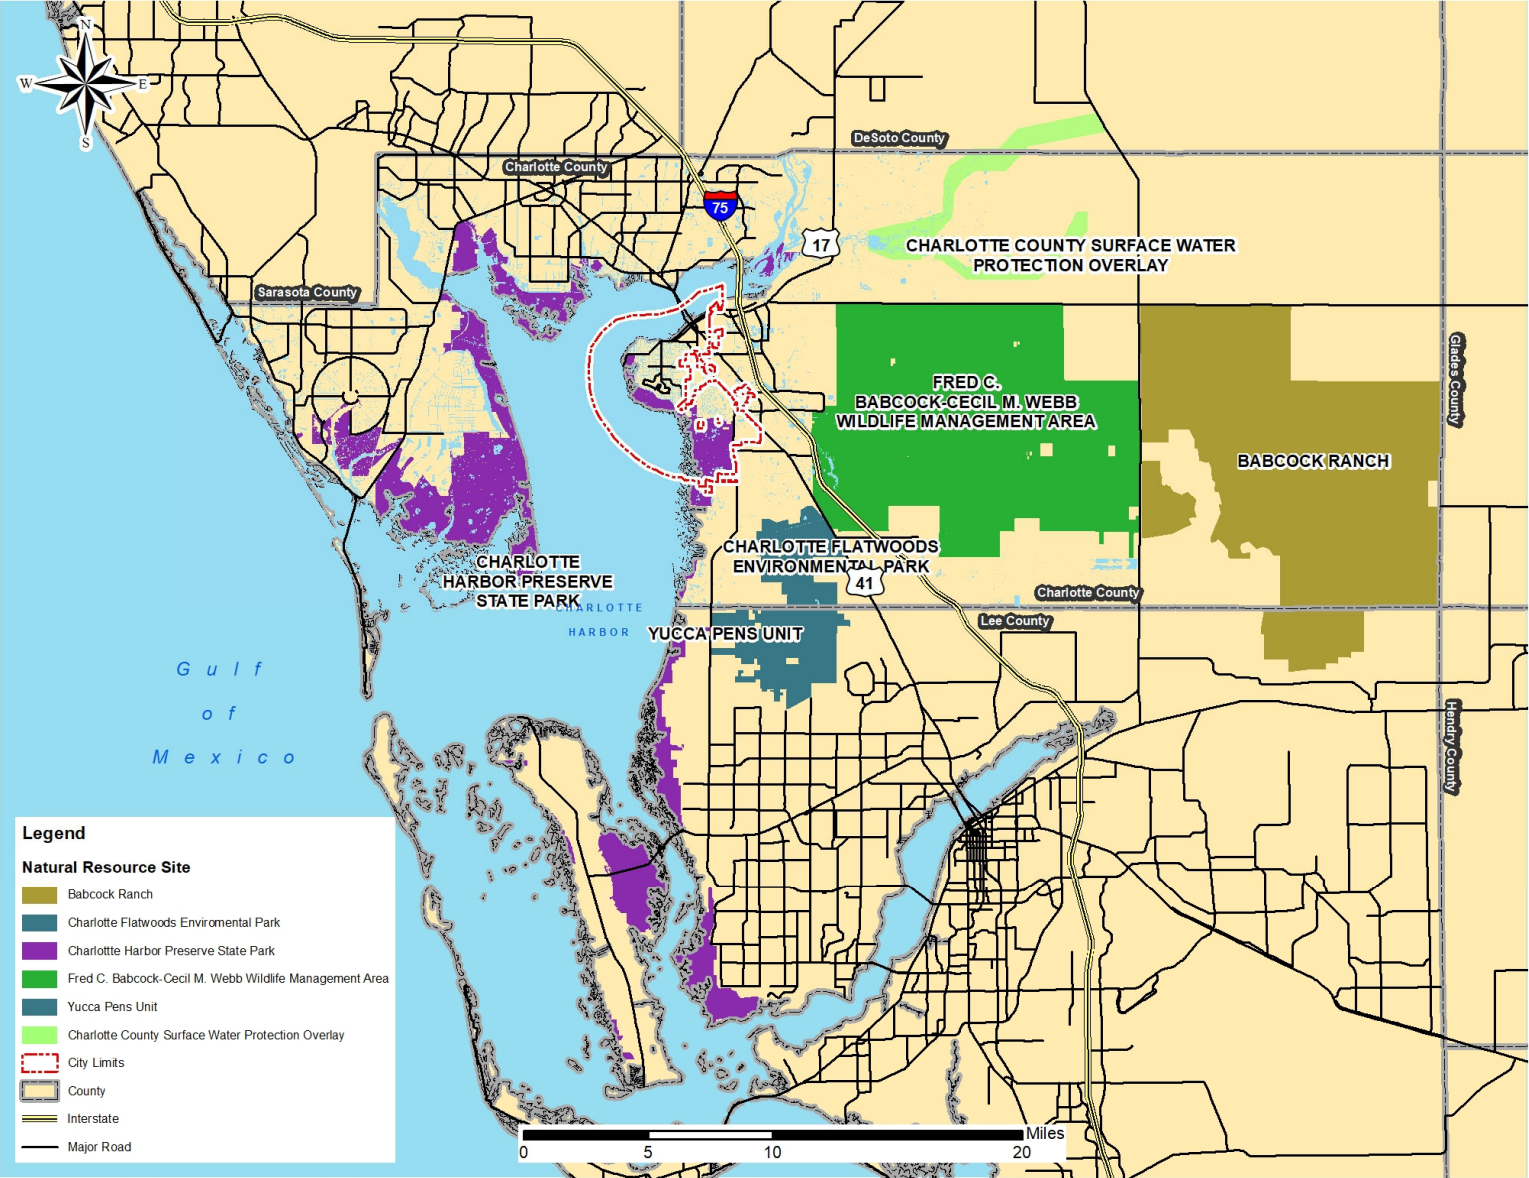 N
W
E
S
DeSoto County
Charlotte County
75
17
CHARLOTTE COUNTY SURFACE WATER
PROTECTION OVERLAY
Sarasota County
Glades County
FRED C.
BABCOCK-CECIL M. WEBB
WILDLIFE MANAGEMENT AREA
BABCOCK RANCH
CHARLOTTE FLATWOODS
ENVIRONMENTAL PARK
41
CHARLOTTE
HARBOR PRESERVE
STATE PARK
CHARLOTTE
HARBOR
Charlotte County
Lee County
YUCCA PENS UNIT
Gulf
of
Mexico
Hendry County
Legend
Natural Resource Site
Babcock Ranch
Charlotte Flatwoods Enviromental Park
Charlottte Harbor Preserve State Park
Fred C. Babcock-Cecil M. Webb Wildlife Management Area
Yucca Pens Unit
Charlotte County Surface Water Protection Overlay
City Limits
County
Interstate
Major Road
Miles
0 5 10 20